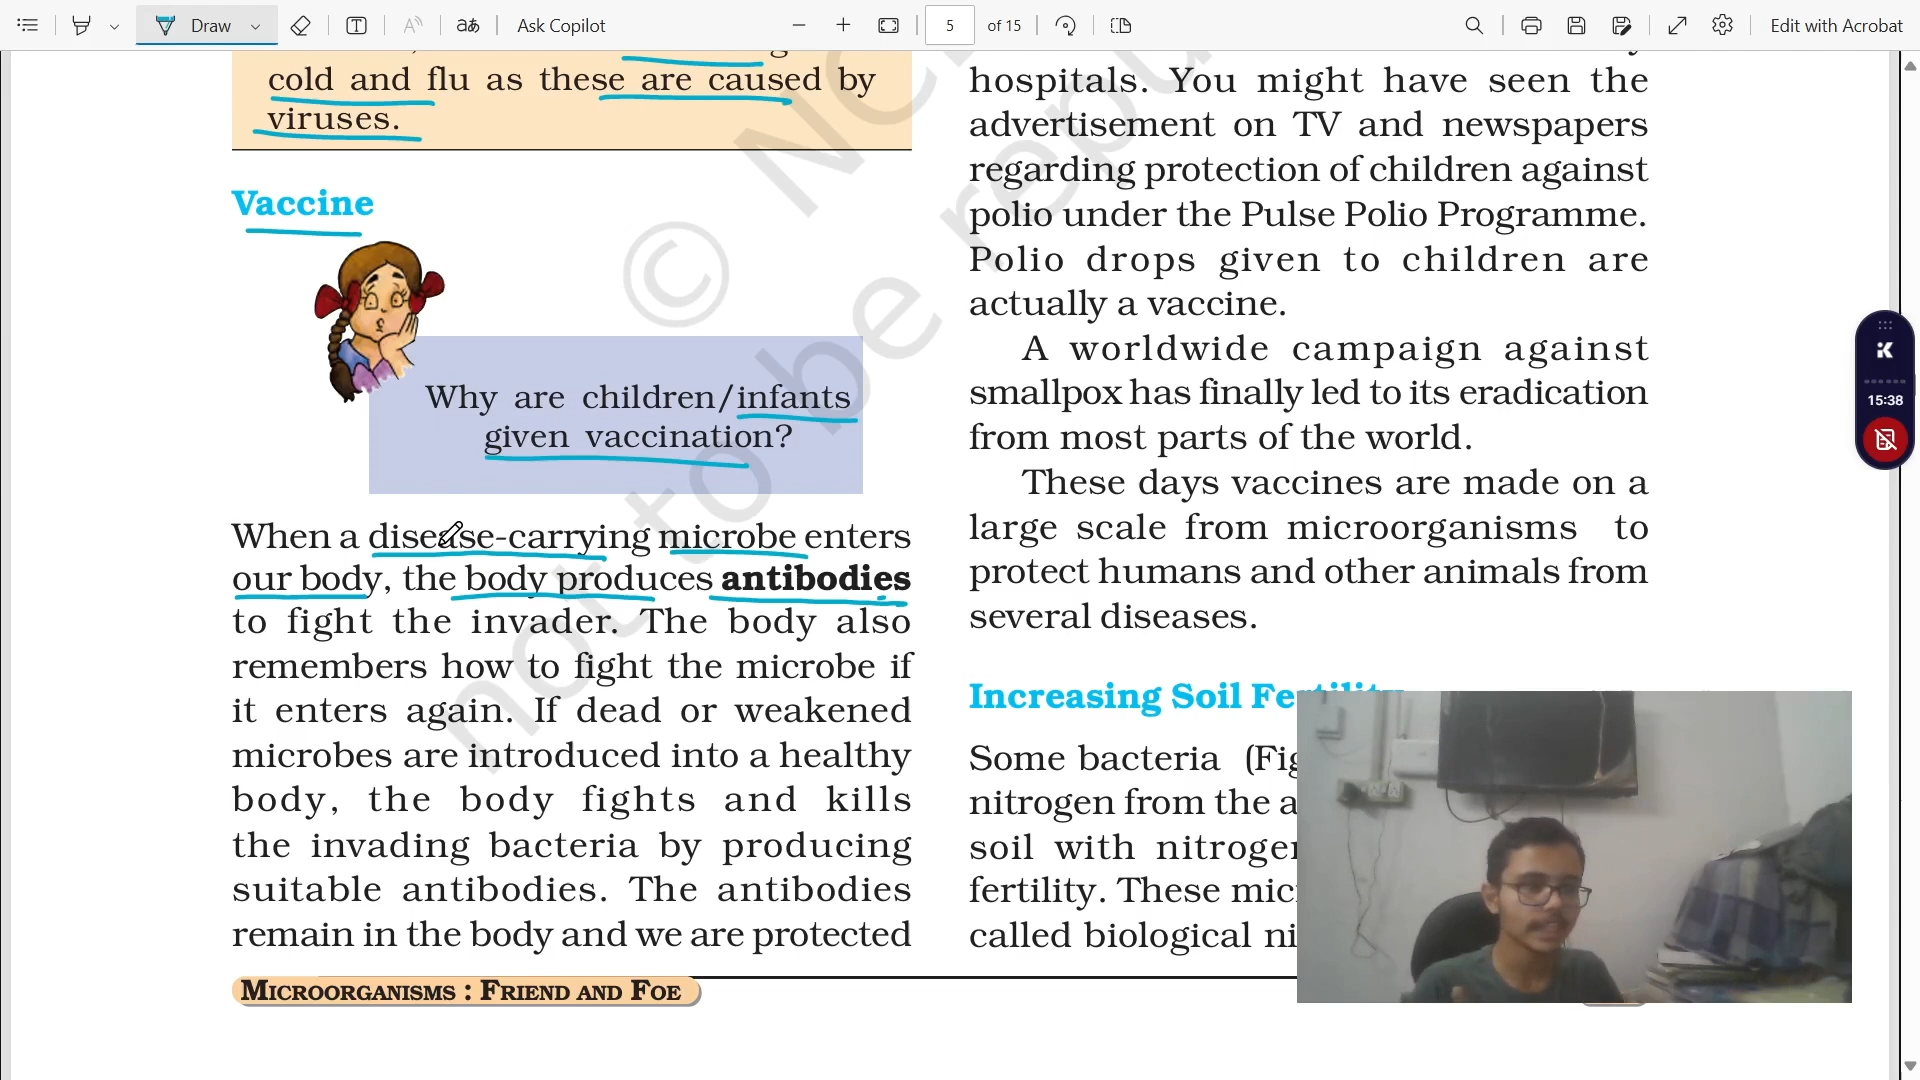 Draw
Ask Copilot
5 of 15
Edit with Acrobat
cold and flu as these are caused by
viruses.
Vaccine
Why are children/infants
given vaccination?
When a disease-carrying microbe enters
our body, the body produces antibodies
to fight the invader. The body also
remembers how to fight the microbe if
it enters again. If dead or weakened
microbes are introduced into a healthy
body, the body fights and kills
the invading bacteria by producing
suitable antibodies. The antibodies
remain in the body and we are protected
MICROORGANISMS : FRIEND AND FOE
hospitals. You might have seen the
advertisement on TV and newspapers
regarding protection of children against
polio under the Pulse Polio Programme.
Polio drops given to children are
actually a vaccine.
A worldwide campaign against
smallpox has finally led to its eradication
from most parts of the world.
These days vaccines are made on a
large scale from microorganisms to
protect humans and other animals from
several diseases.
Increasing Soil Fertility
Some bacteria (Fig
nitrogen from the a
soil with nitrogen
fertility. These mic
called biological ni
© 
not to be repu
15:38